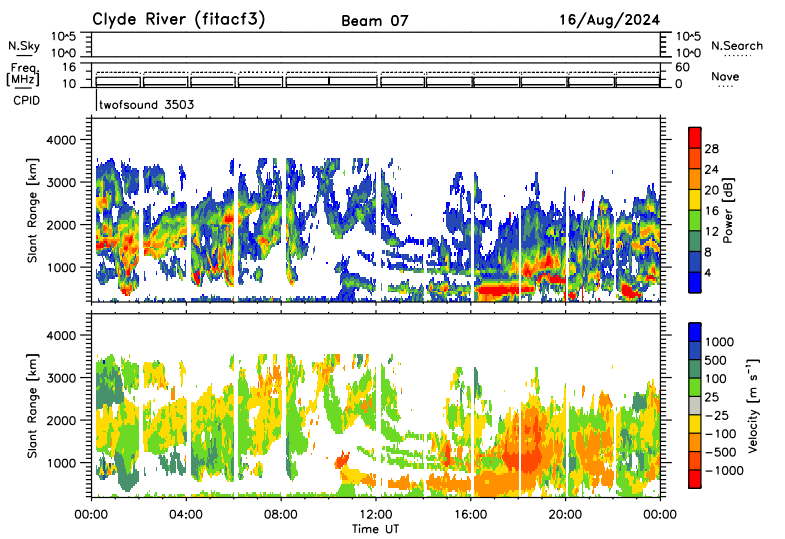 Clyde River (fitacf3) Beam 07 16/Aug/2024
N.Sky 10^5 10^0 10^5 10^0 N.Search
Freq. [MHz] 16 10 60 0 Nave
CPID twofsound 3503
Slant Range [km] 4000 3000 2000 1000
Power [dB] 28 24 20 16 12 8 4
Slant Range [km] 4000 3000 2000 1000
Velocity [m s⁻¹] 1000 500 100 25 −25 −100 −500 −1000
00:00 04:00 08:00 12:00 16:00 20:00 00:00
Time UT